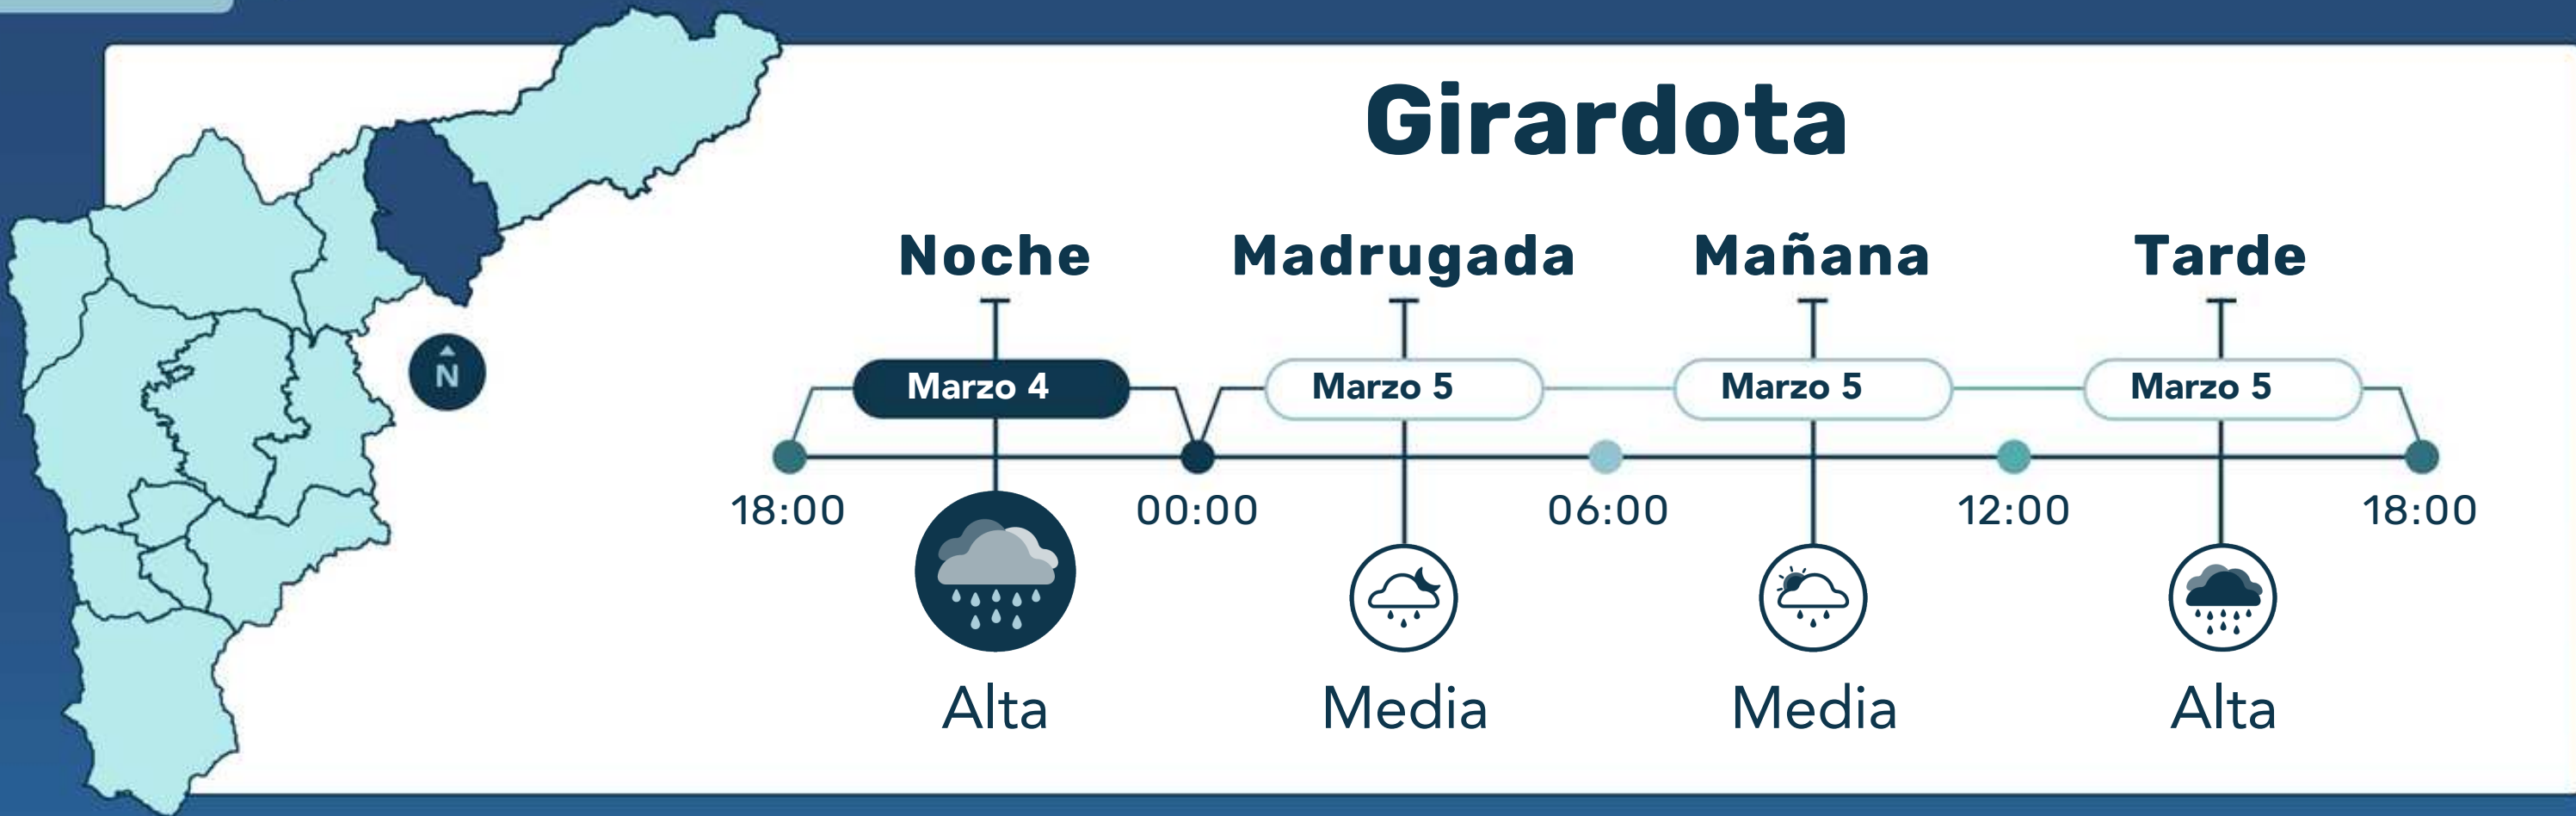 Girardota
Noche Madrugada Mañana Tarde
Marzo 4 Marzo 5 Marzo 5 Marzo 5
N
18:00 00:00 06:00 12:00 18:00
Alta Media Media Alta